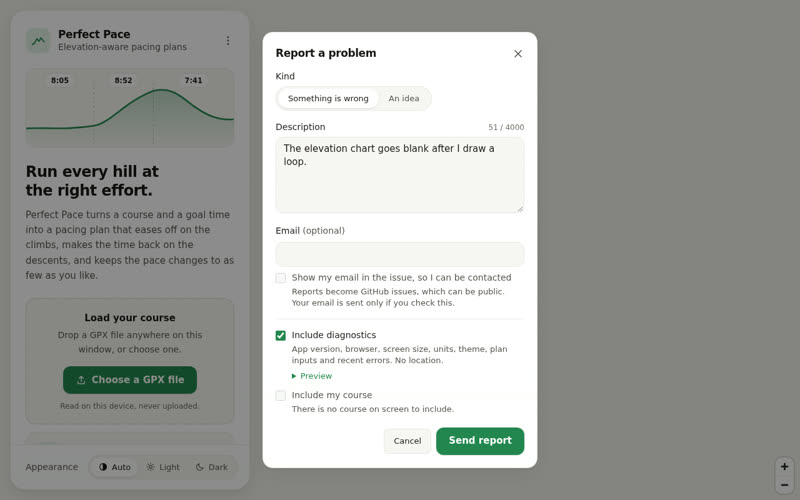 Perfect Pace
Elevation-aware pacing plans
8:05
8:52
7:41
Run every hill at
the right effort.
Perfect Pace turns a course and a goal time
into a pacing plan that eases off on the
climbs, makes the time back on the
descents, and keeps the pace changes to as
few as you like.
Load your course
Drop a GPX file anywhere on this
window, or choose one.
Choose a GPX file
Read on this device, never uploaded.
Appearance
Auto
Light
Dark
Report a problem
Kind
Something is wrong
An idea
Description
51 / 4000
The elevation chart goes blank after I draw a
loop.
Email (optional)
Show my email in the issue, so I can be contacted
Reports become GitHub issues, which can be public.
Your email is sent only if you check this.
Include diagnostics
App version, browser, screen size, units, theme, plan
inputs and recent errors. No location.
Preview
Include my course
There is no course on screen to include.
Cancel
Send report
+
−